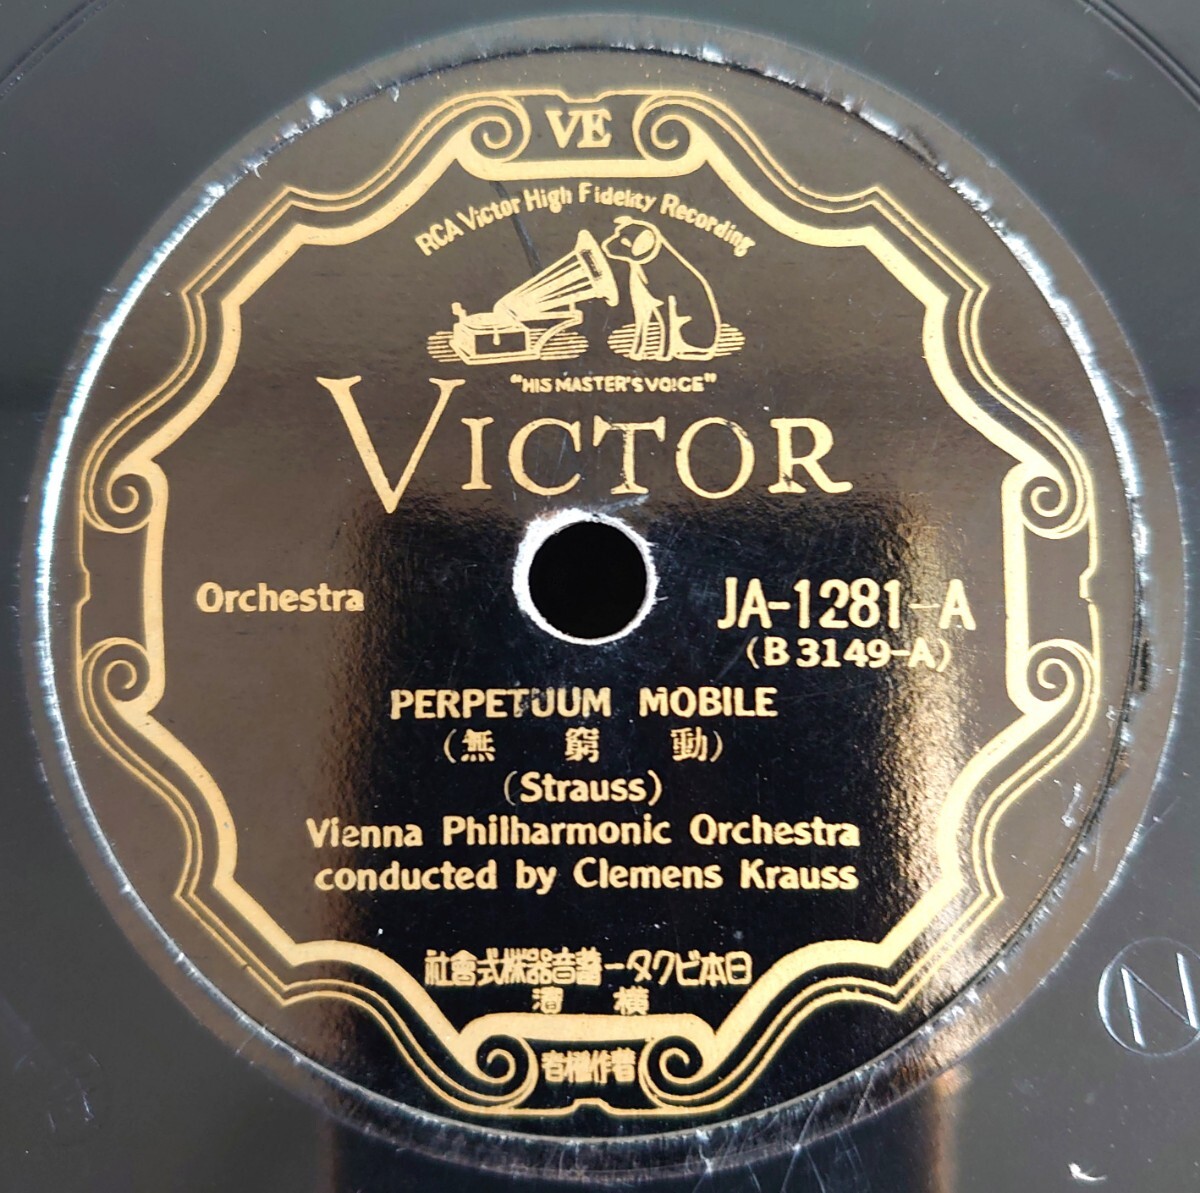 VE
RCA Victor High Fidelity Recording
"HIS MASTER'S VOICE"
VICTOR
Orchestra
JA-1281-A
(B 3149-A)
PERPETUUM MOBILE
(無窮動)
(Strauss)
Vienna Philharmonic Orchestra
conducted by Clemens Krauss
社會式株器音蓄ータクビ本日
濱橫
者權作著
N